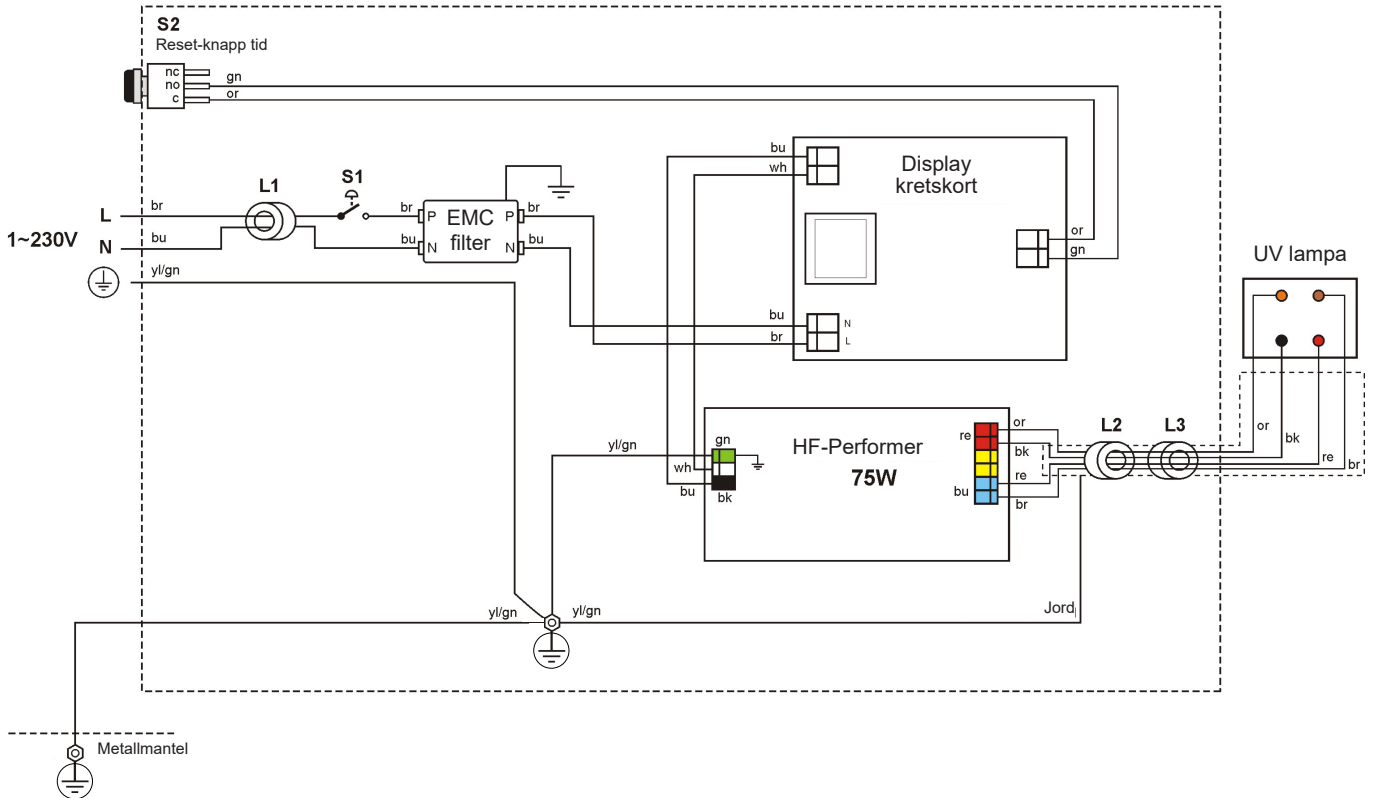 S2
Reset-knapp tid
nc
no
c
gn
or
bu
wh
Display
kretskort
L1
S1
L
br
br
P
EMC
filter
P
br
1~230V
N
bu
bu
N
N
bu
or
gn
UV lampa
yl/gn
bu
N
br
L
yl/gn
gn
wh
bu
bk
HF-Performer
75W
re
bu
or
bk
re
br
L2
L3
or
bk
re
br
yl/gn
yl/gn
Jord
Metallmantel